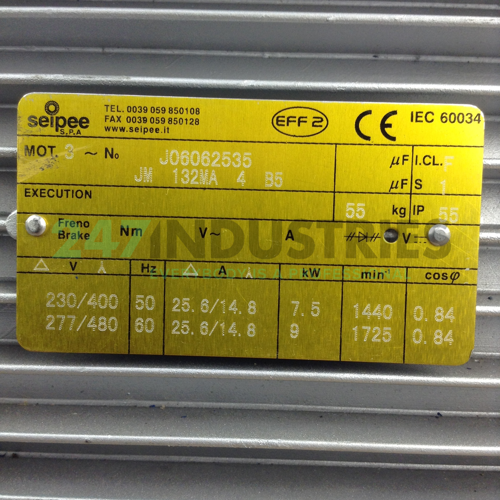 seipee
S.P.A
TEL. 0039 059 850108
FAX 0039 059 850128
www.seipee.it
EFF2
CE
IEC 60034
MOT. 3 ~ No J06062535 µF I.CL. F
JM 132MA 4 B5 µF S 1
EXECUTION 55 kg IP 55
Freno
Brake Nm V~ A V
247 INDUSTRIES
△ V Hz △ A kW min⁻¹ cosφ
230/400 50 25.6/14.8 7.5 1440 0.84
277/480 60 25.6/14.8 9 1725 0.84